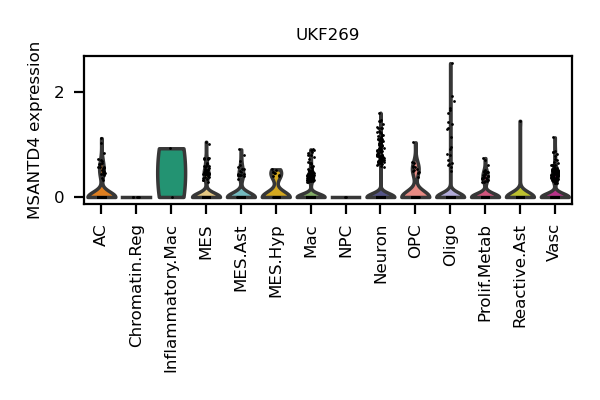 UKF269
MSANTD4 expression
2
0
AC
Chromatin.Reg
Inflammatory.Mac
MES
MES.Ast
MES.Hyp
Mac
NPC
Neuron
OPC
Oligo
Prolif.Metab
Reactive.Ast
Vasc